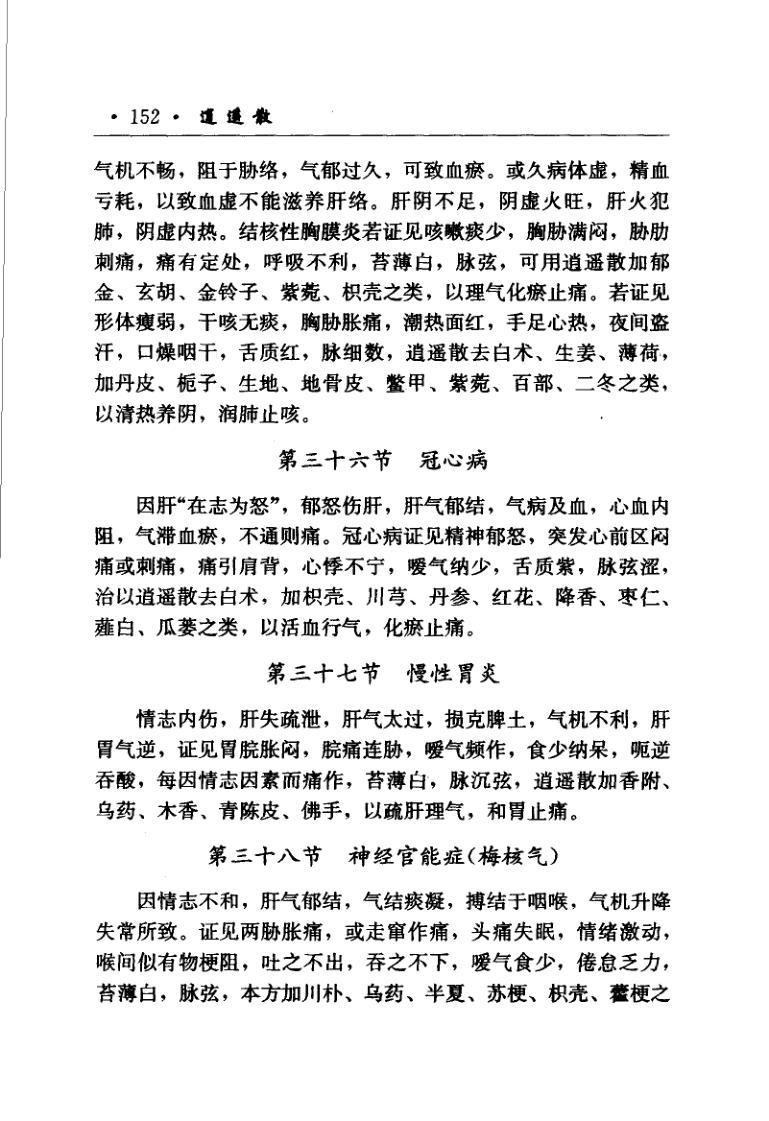 · 152 · 逍遥散
气机不畅，阻于胁络，气郁过久，可致血瘀。或久病体虚，精血
亏耗，以致血虚不能滋养肝络。肝阴不足，阴虚火旺，肝火犯
肺，阴虚内热。结核性胸膜炎若证见咳嗽痰少，胸胁满闷，胁肋
刺痛，痛有定处，呼吸不利，苔薄白，脉弦，可用逍遥散加郁
金、玄胡、金铃子、紫菀、枳壳之类，以理气化瘀止痛。若证见
形体瘦弱，干咳无痰，胸胁胀痛，潮热面红，手足心热，夜间盗
汗，口燥咽干，舌质红，脉细数，逍遥散去白术、生姜、薄荷，
加丹皮、栀子、生地、地骨皮、鳖甲、紫菀、百部、二冬之类，
以清热养阴，润肺止咳。
第三十六节　冠心病
因肝“在志为怒”，郁怒伤肝，肝气郁结，气病及血，心血内
阻，气滞血瘀，不通则痛。冠心病证见精神郁怒，突发心前区闷
痛或刺痛，痛引肩背，心悸不宁，嗳气纳少，舌质紫，脉弦涩，
治以逍遥散去白术，加枳壳、川芎、丹参、红花、降香、枣仁、
薤白、瓜蒌之类，以活血行气，化瘀止痛。
第三十七节　慢性胃炎
情志内伤，肝失疏泄，肝气太过，损克脾土，气机不利，肝
胃气逆，证见胃脘胀闷，脘痛连胁，嗳气频作，食少纳呆，呃逆
吞酸，每因情志因素而痛作，苔薄白，脉沉弦，逍遥散加香附、
乌药、木香、青陈皮、佛手，以疏肝理气，和胃止痛。
第三十八节　神经官能症(梅核气)
因情志不和，肝气郁结，气结痰凝，搏结于咽喉，气机升降
失常所致。证见两胁胀痛，或走窜作痛，头痛失眠，情绪激动，
喉间似有物梗阻，吐之不出，吞之不下，嗳气食少，倦怠乏力，
苔薄白，脉弦，本方加川朴、乌药、半夏、苏梗、枳壳、藿梗之